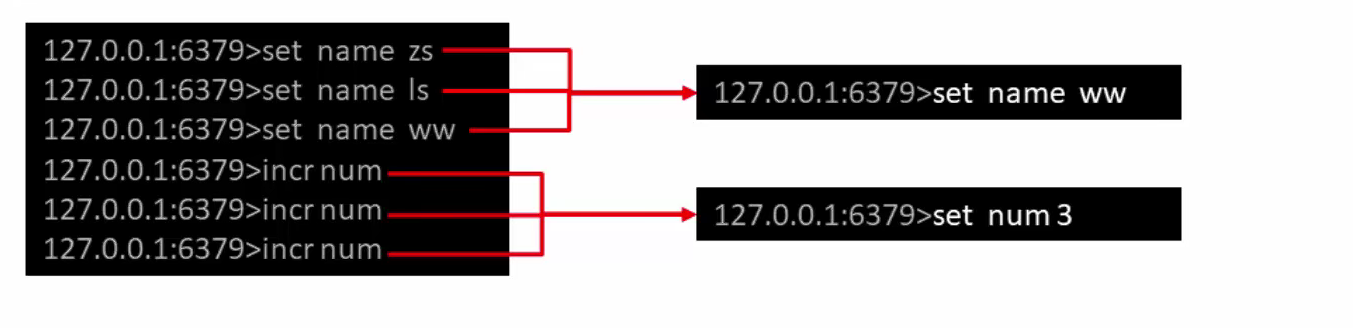 127.0.0.1:6379>set name zs
127.0.0.1:6379>set name ls
127.0.0.1:6379>set name ww
127.0.0.1:6379>incr num
127.0.0.1:6379>incr num
127.0.0.1:6379>incr num
127.0.0.1:6379>set name ww
127.0.0.1:6379>set num 3